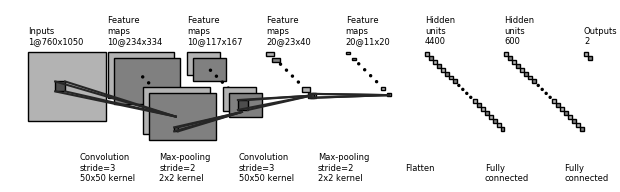 Inputs
1@760x1050
Feature
maps
10@234x334
Feature
maps
10@117x167
Feature
maps
20@23x40
Feature
maps
20@11x20
Hidden
units
4400
Hidden
units
600
Outputs
2
Convolution
stride=3
50x50 kernel
Max-pooling
stride=2
2x2 kernel
Convolution
stride=3
50x50 kernel
Max-pooling
stride=2
2x2 kernel
Flatten
Fully
connected
Fully
connected